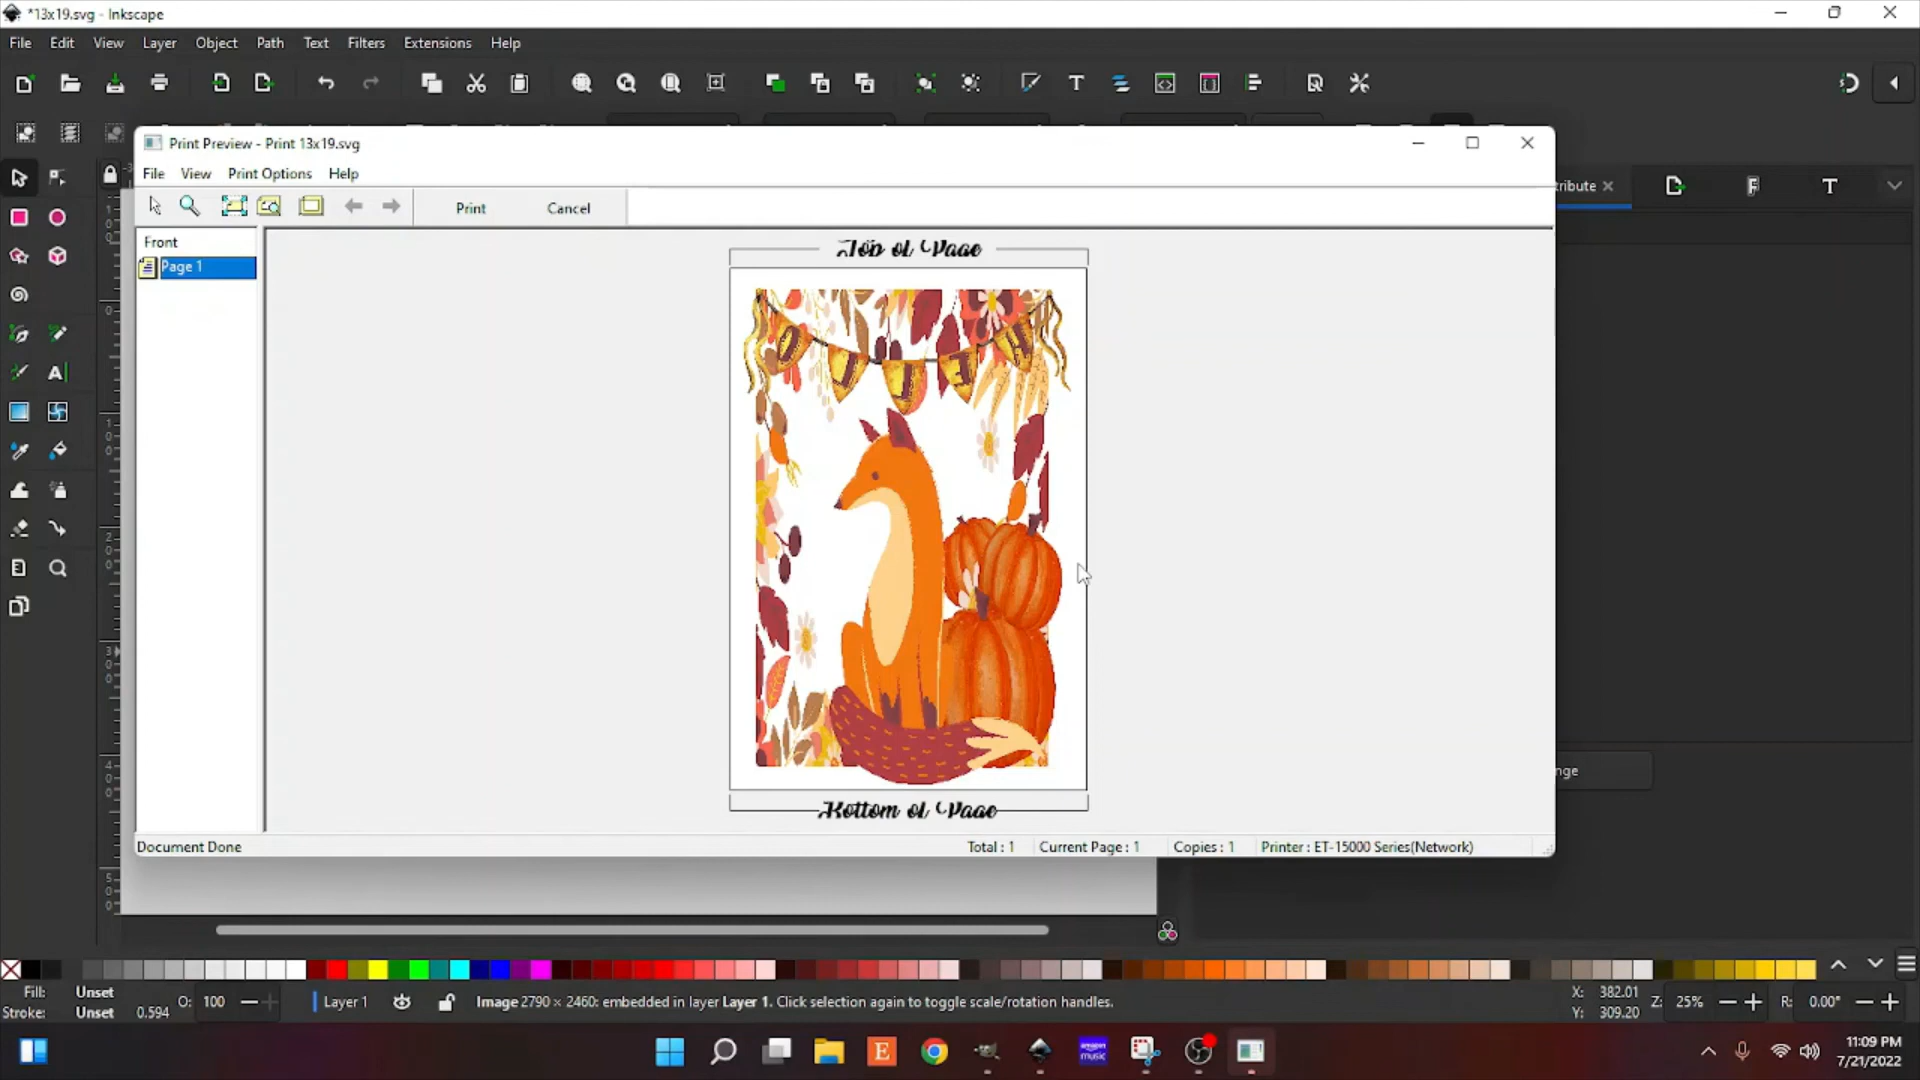 *13x19.svg - Inkscape
File Edit View Layer Object Path Text Filters Extensions Help
Print Preview - Print 13x19.svg
File View Print Options Help
Print Cancel
tribute
Front
Page 1
Top of Page
Bottom of Page
nge
Document Done Total : 1 Current Page : 1 Copies : 1 Printer : ET-15000 Series(Network)
Fill: Unset
Stroke: Unset 0.594
O: 100 Layer 1 Image 2790 × 2460: embedded in layer Layer 1. Click selection again to toggle scale/rotation handles.
X: 382.01
Y: 309.20
Z: 25% R: 0.00°
amazon music
11:09 PM
7/21/2022